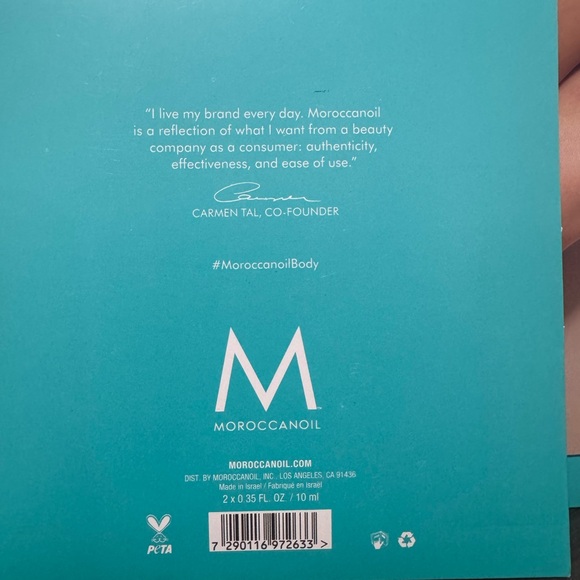 “I live my brand every day. Moroccanoil
is a reflection of what I want from a beauty
company as a consumer: authenticity,
effectiveness, and ease of use.”
Carmen
CARMEN TAL, CO-FOUNDER
#MoroccanoilBody
M
MOROCCANOIL
MOROCCANOIL.COM
DIST. BY MOROCCANOIL, INC. LOS ANGELES, CA 91436
Made in Israel / Fabriqué en Israël
2 x 0.35 FL. OZ. / 10 ml
PETA
7 290116 972633 >